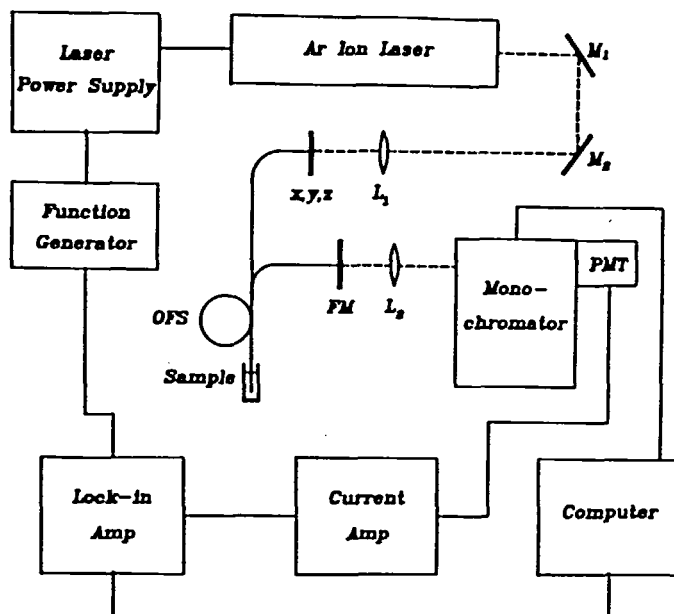 Laser
Power Supply
Ar Ion Laser
M1
M2
x,y,z
L1
Function
Generator
FM
L2
Mono-
chromator
PMT
OFS
Sample
Lock-in
Amp
Current
Amp
Computer